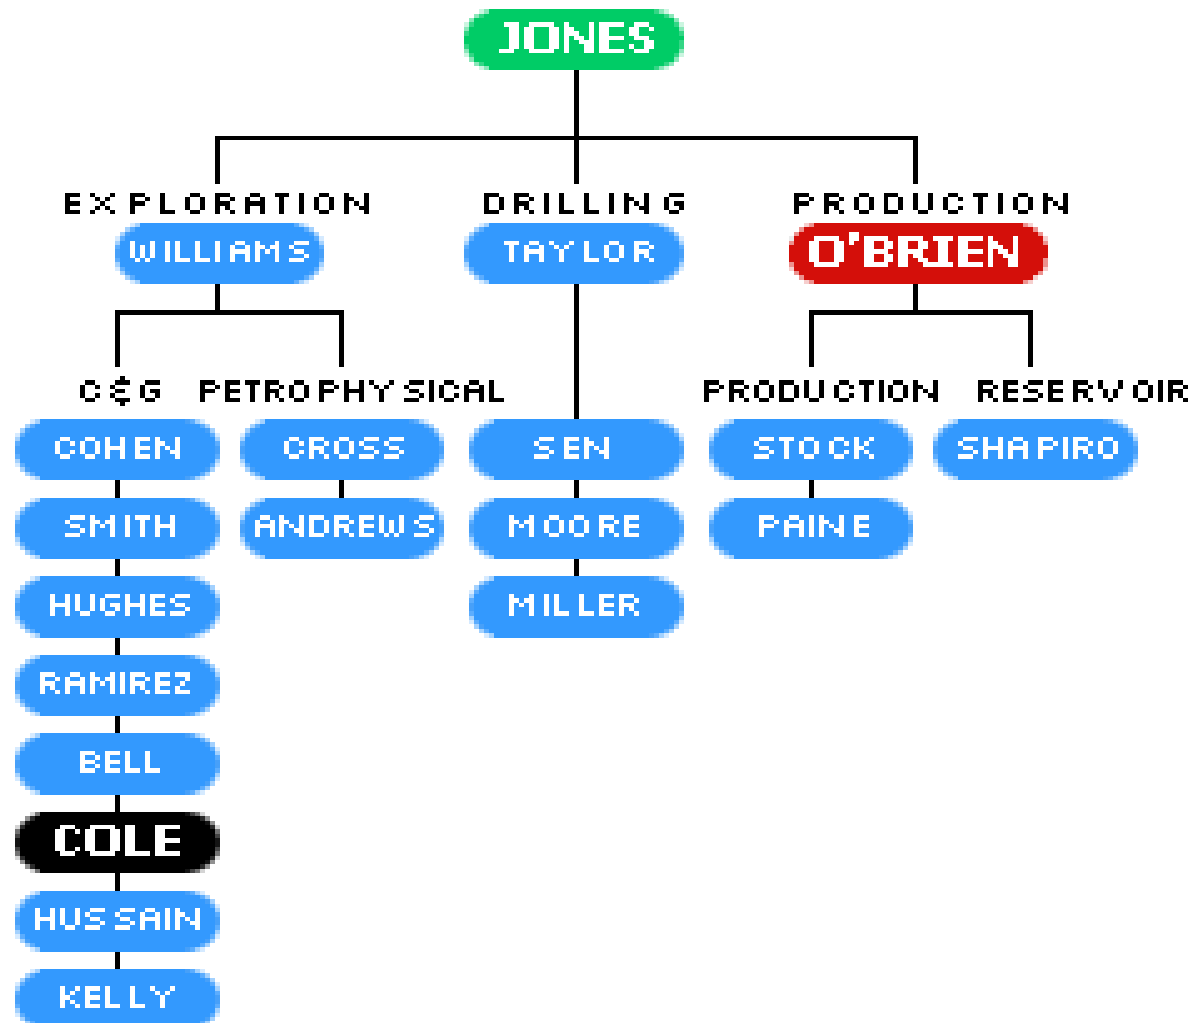 JONES
EXPLORATION DRILLING PRODUCTION
WILLIAMS TAYLOR O'BRIEN
C&G PETROPHYSICAL PRODUCTION RESERVOIR
COHEN CROSS SEN STOCK SHAPIRO
SMITH ANDREWS MOORE PAINE
HUGHES MILLER
RAMIREZ
BELL
COLE
HUSSAIN
KELLY